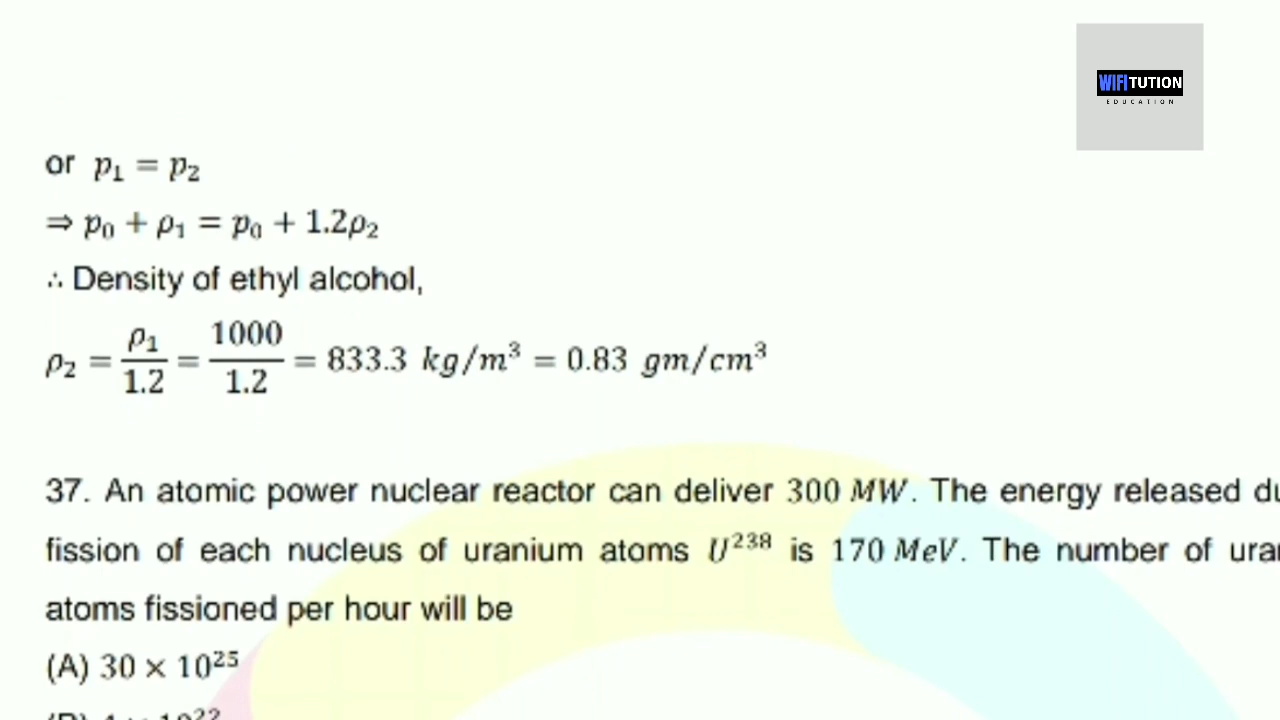 WIFITUTION
EDUCATION
or p₁ = p₂
⇒ p₀ + ρ₁ = p₀ + 1.2ρ₂
∴ Density of ethyl alcohol,
ρ₂ = ρ₁/1.2 = 1000/1.2 = 833.3 kg/m³ = 0.83 gm/cm³
37. An atomic power nuclear reactor can deliver 300 MW. The energy released
fission of each nucleus of uranium atoms U²³⁸ is 170 MeV. The number of
atoms fissioned per hour will be
(A) 30 × 10²⁵